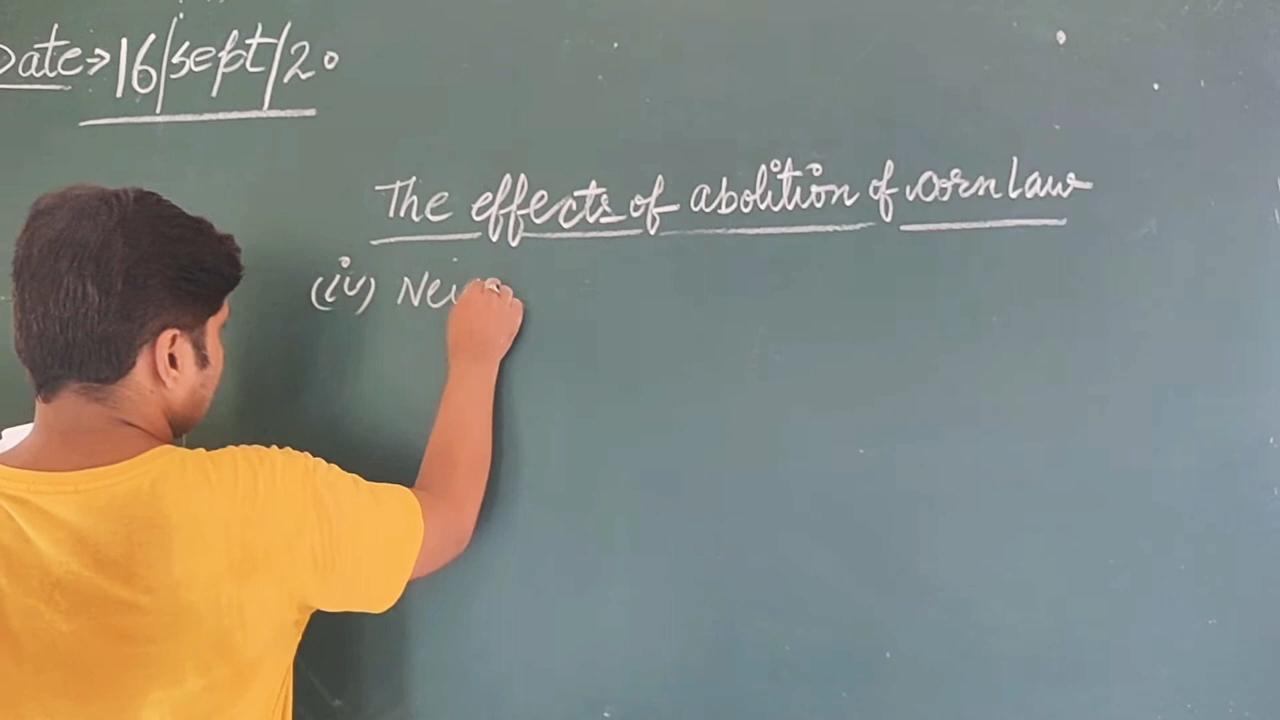 Date → 16/sept/20
The effects of abolition of corn law
(iv)